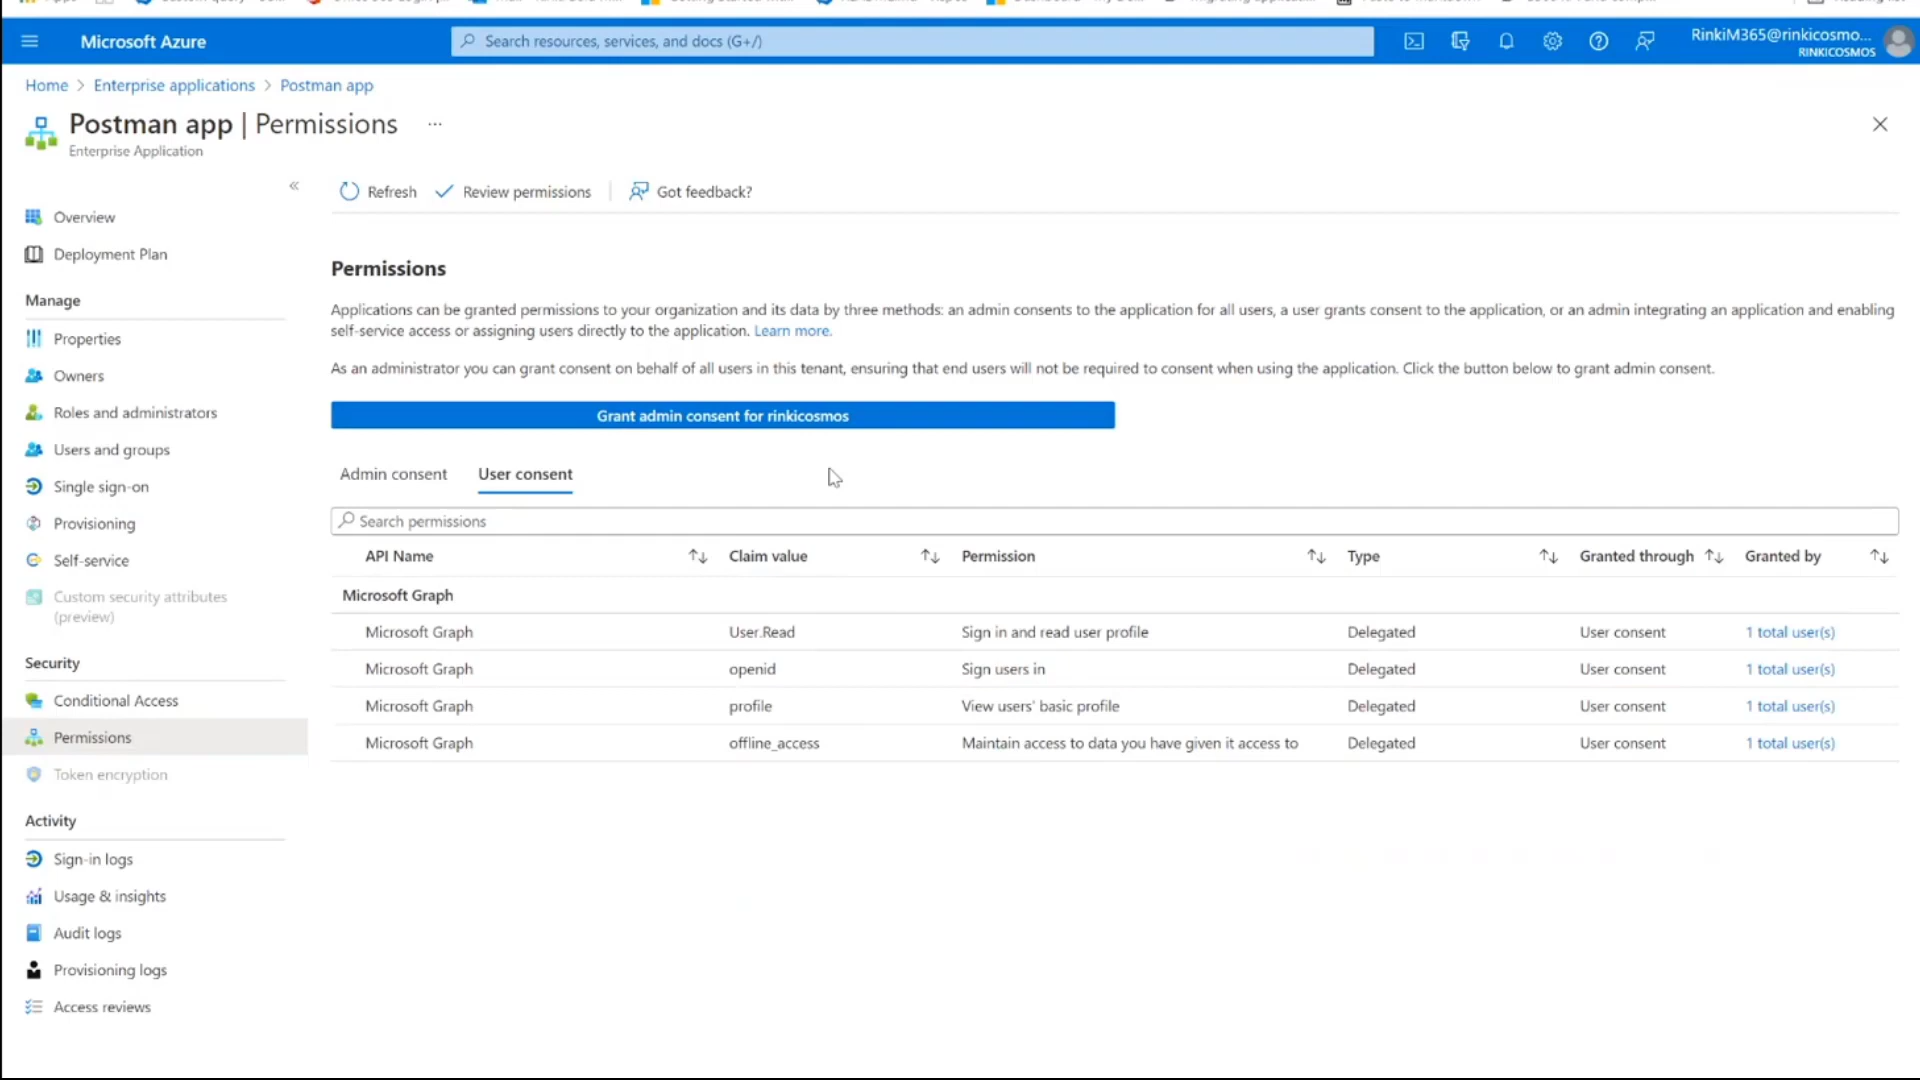 Microsoft Azure
Search resources, services, and docs (G+/)
RinkiM365@rinkicosmo...
RINKICOSMOS
Home > Enterprise applications > Postman app
Postman app | Permissions ...
Enterprise Application
«
Refresh
Review permissions
Got feedback?
Overview
Deployment Plan
Manage
Properties
Owners
Roles and administrators
Users and groups
Single sign-on
Provisioning
Self-service
Custom security attributes
(preview)
Security
Conditional Access
Permissions
Token encryption
Activity
Sign-in logs
Usage & insights
Audit logs
Provisioning logs
Access reviews
Permissions
Applications can be granted permissions to your organization and its data by three methods: an admin consents to the application for all users, a user grants consent to the application, or an admin integrating an application and enabling
self-service access or assigning users directly to the application. Learn more.
As an administrator you can grant consent on behalf of all users in this tenant, ensuring that end users will not be required to consent when using the application. Click the button below to grant admin consent.
Grant admin consent for rinkicosmos
Admin consent User consent
Search permissions
API Name Claim value Permission Type Granted through Granted by
Microsoft Graph
Microsoft Graph User.Read Sign in and read user profile Delegated User consent 1 total user(s)
Microsoft Graph openid Sign users in Delegated User consent 1 total user(s)
Microsoft Graph profile View users' basic profile Delegated User consent 1 total user(s)
Microsoft Graph offline_access Maintain access to data you have given it access to Delegated User consent 1 total user(s)